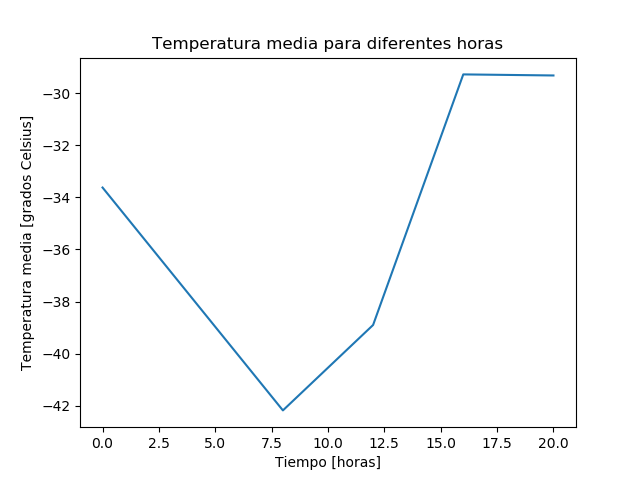 Temperatura media para diferentes horas
Temperatura media [grados Celsius]
−30
−32
−34
−36
−38
−40
−42
0.0 2.5 5.0 7.5 10.0 12.5 15.0 17.5 20.0
Tiempo [horas]